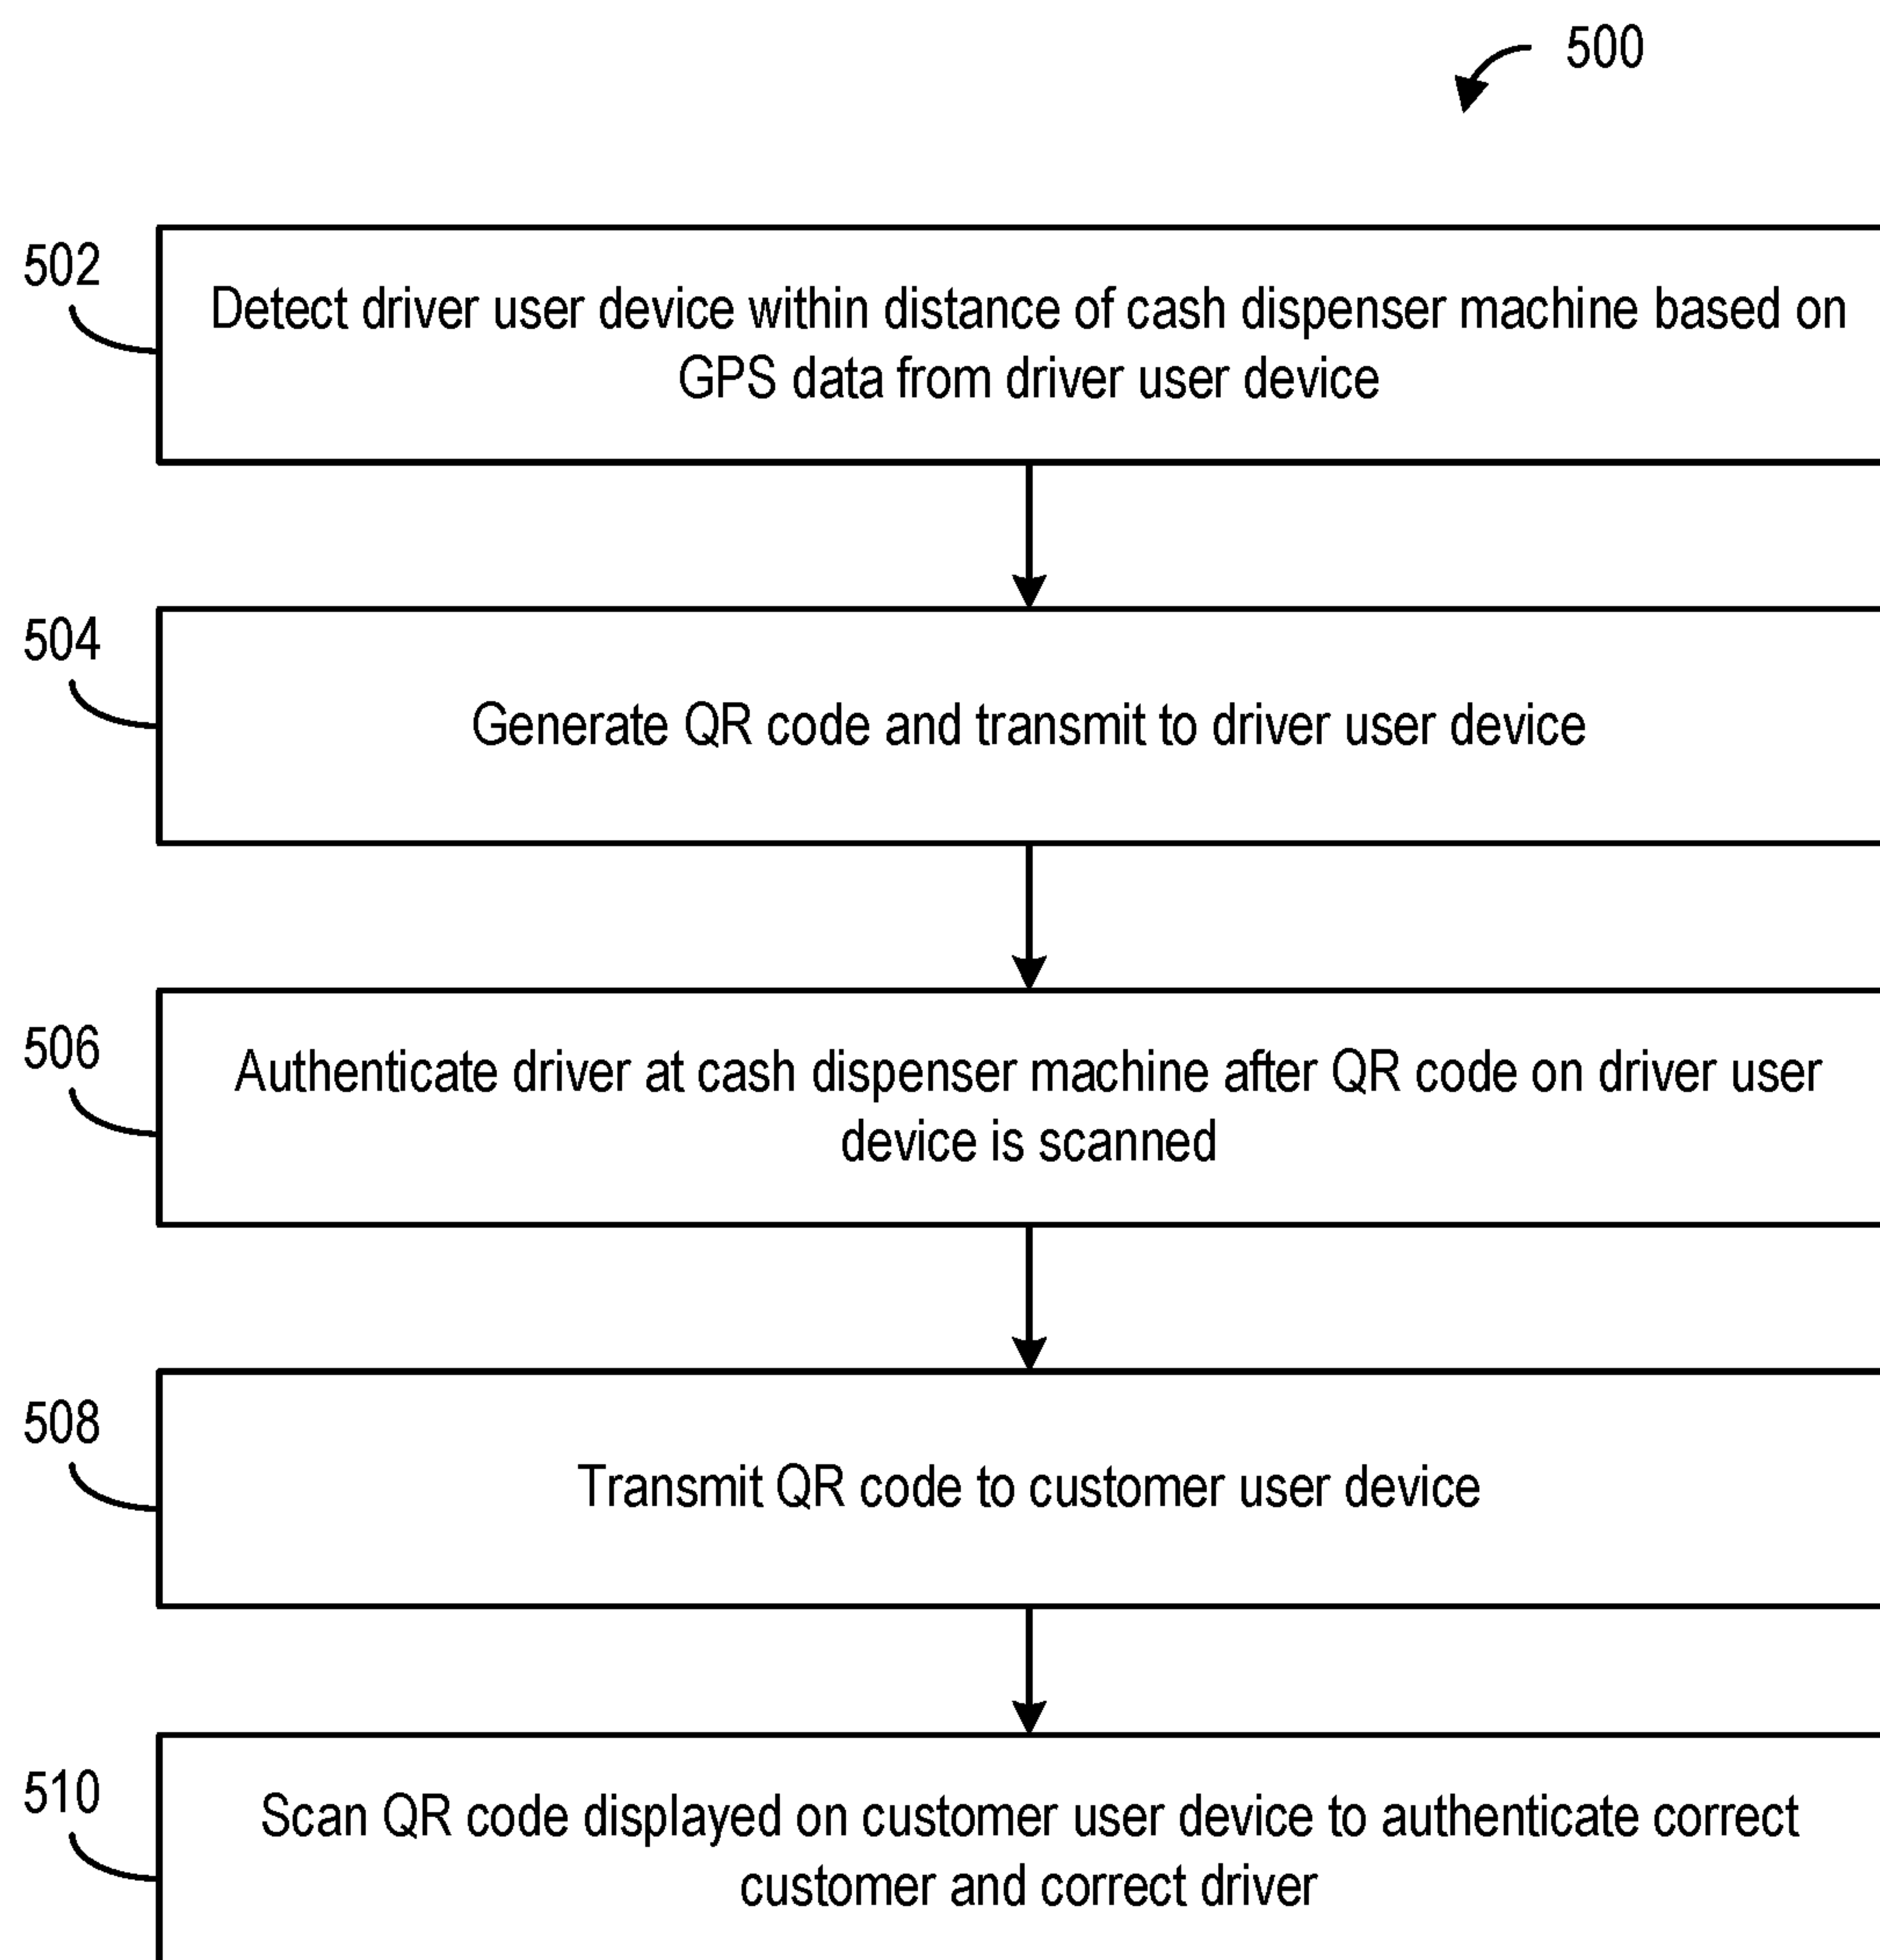 500
502
Detect driver user device within distance of cash dispenser machine based on
GPS data from driver user device
504
Generate QR code and transmit to driver user device
506
Authenticate driver at cash dispenser machine after QR code on driver user
device is scanned
508
Transmit QR code to customer user device
510
Scan QR code displayed on customer user device to authenticate correct
customer and correct driver